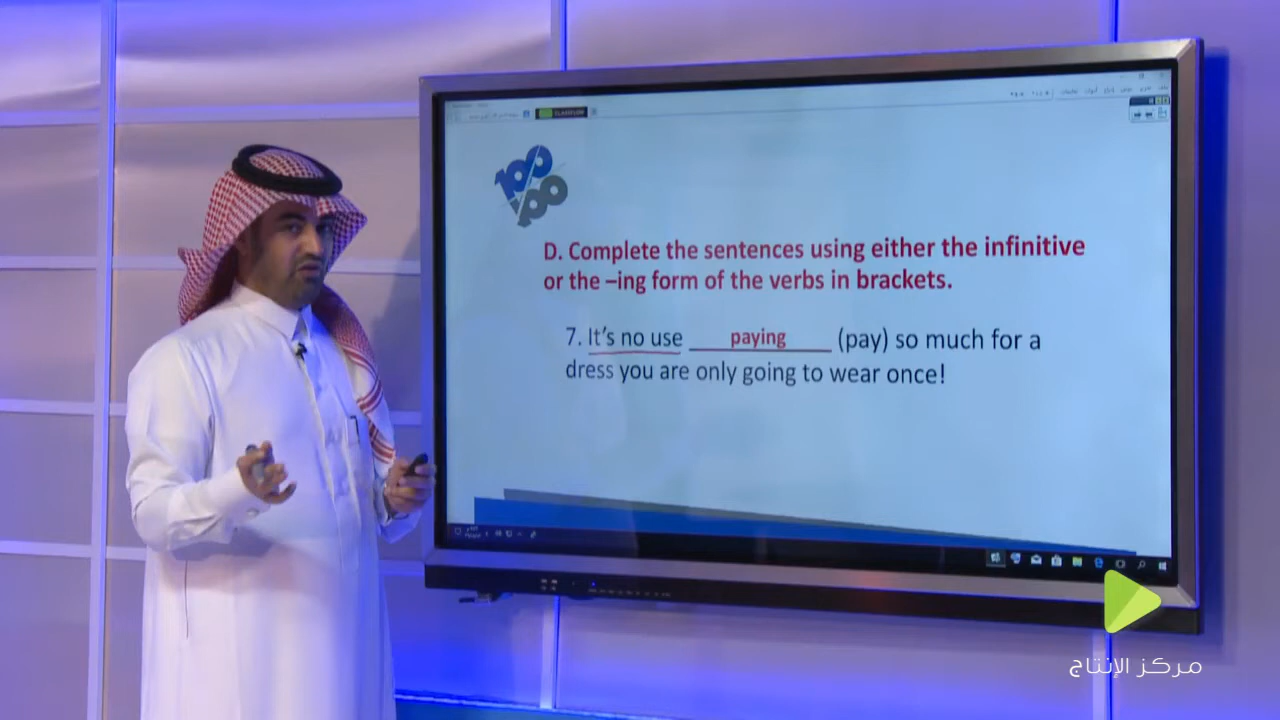 100
100
D. Complete the sentences using either the infinitive
or the –ing form of the verbs in brackets.
7. It’s no use paying (pay) so much for a
dress you are only going to wear once!
مركز الإنتاج